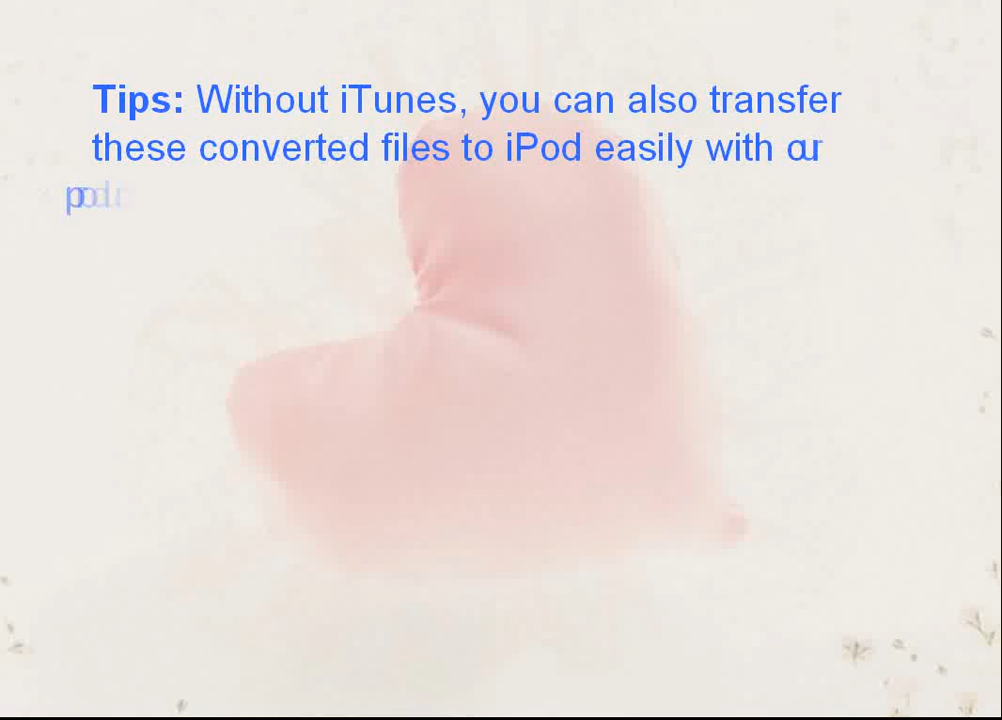 Tips: Without iTunes, you can also transfer
these converted files to iPod easily with our